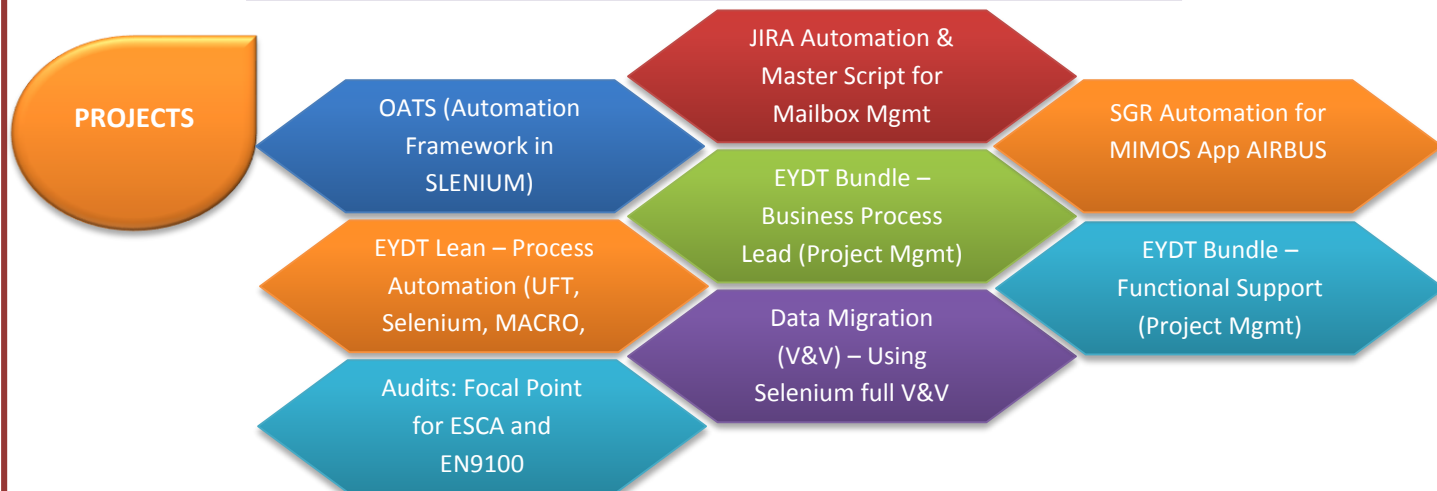 PROJECTS
OATS (Automation
Framework in
SLENIUM)
JIRA Automation &
Master Script for
Mailbox Mgmt
SGR Automation for
MIMOS App AIRBUS
EYDT Lean – Process
Automation (UFT,
Selenium, MACRO,
EYDT Bundle –
Business Process
Lead (Project Mgmt)
EYDT Bundle –
Functional Support
(Project Mgmt)
Audits: Focal Point
for ESCA and
EN9100
Data Migration
(V&V) – Using
Selenium full V&V